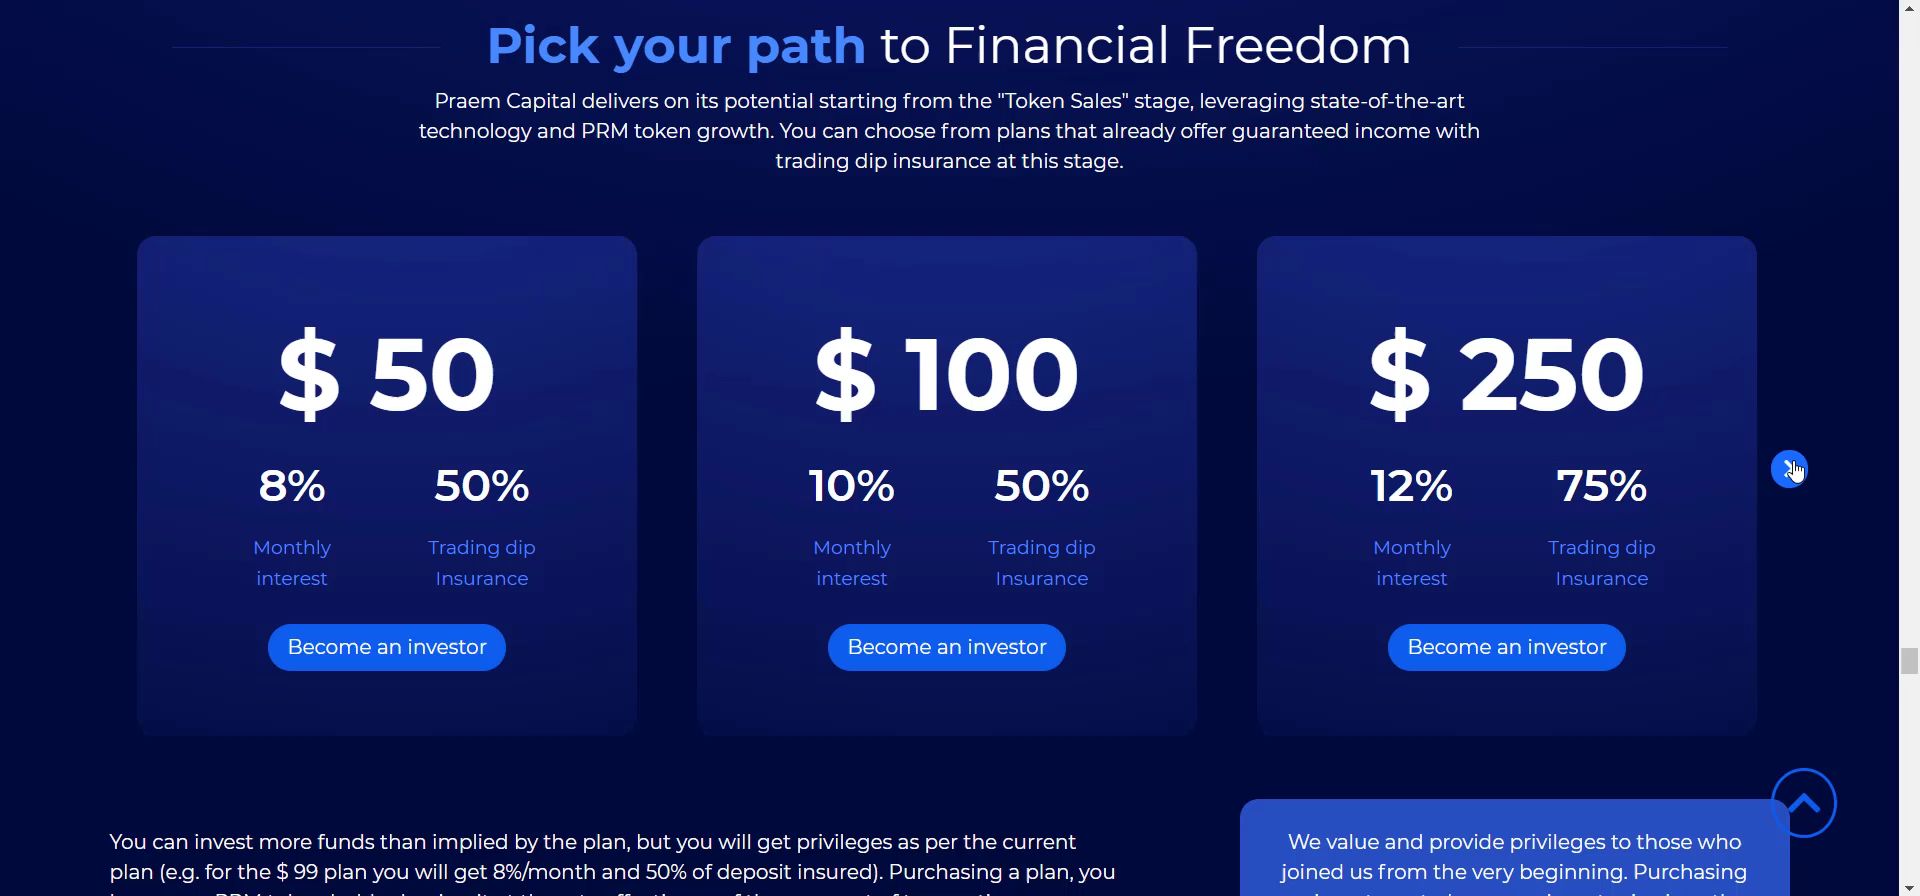 Pick your path to Financial Freedom
Praem Capital delivers on its potential starting from the "Token Sales" stage, leveraging state-of-the-art
technology and PRM token growth. You can choose from plans that already offer guaranteed income with
trading dip insurance at this stage.
$ 50
8% 50%
Monthly interest
Trading dip Insurance
Become an investor
$ 100
10% 50%
Monthly interest
Trading dip Insurance
Become an investor
$ 250
12% 75%
Monthly interest
Trading dip Insurance
Become an investor
You can invest more funds than implied by the plan, but you will get privileges as per the current
plan (e.g. for the $ 99 plan you will get 8%/month and 50% of deposit insured). Purchasing a plan, you
We value and provide privileges to those who
joined us from the very beginning. Purchasing